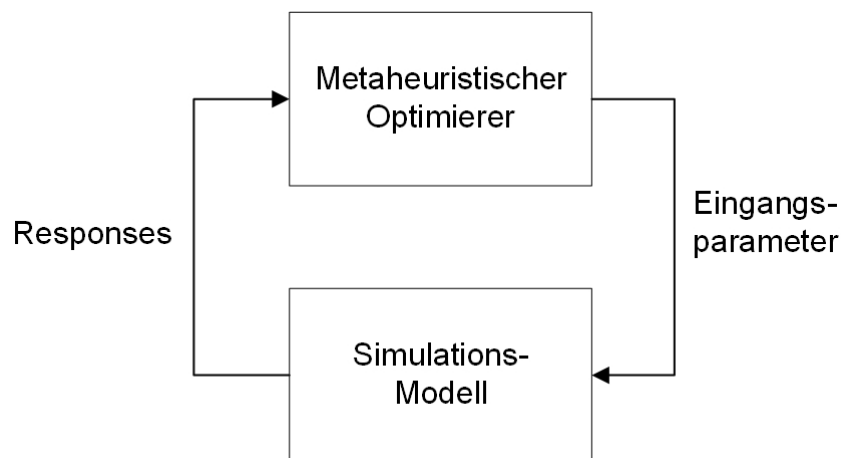 Metaheuristischer
Optimierer
Responses
Eingangs-
parameter
Simulations-
Modell